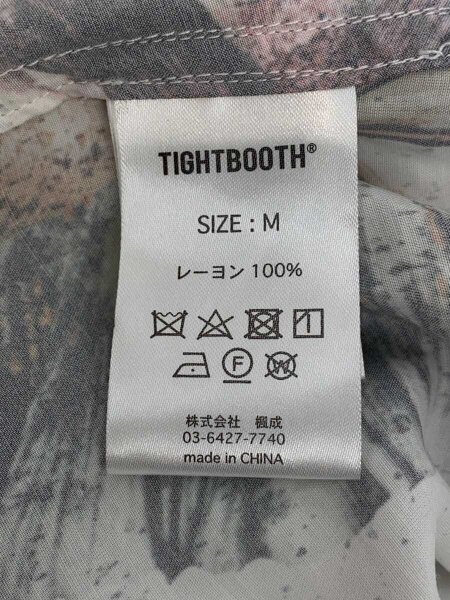 TIGHTBOOTH®
SIZE : M
レーヨン 100%
F
W
株式会社 楓成
03-6427-7740
made in CHINA